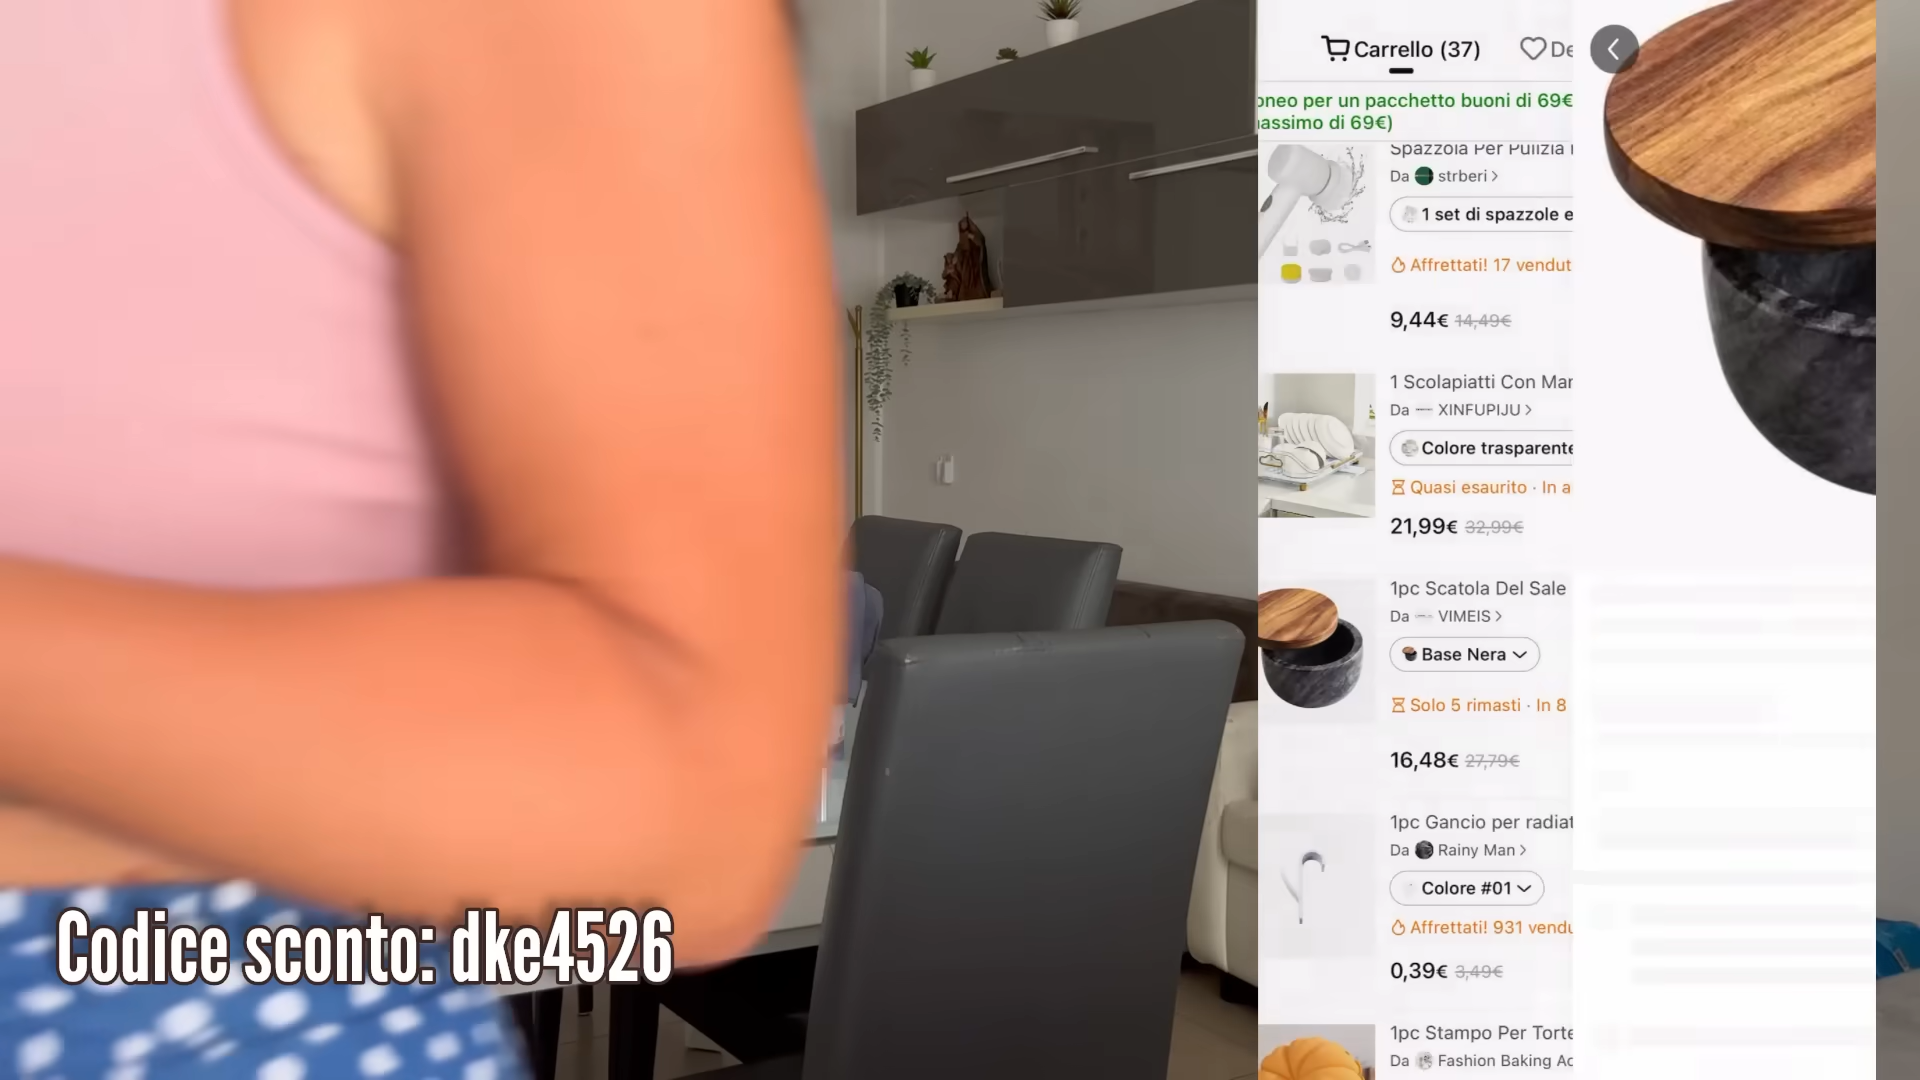 Carrello (37)
oneo per un pacchetto buoni di 69€
assimo di 69€)
Spazzola Per Pulizia
Da strberi
1 set di spazzole e
Affrettati! 17 vendut
9,44€ 14,49€
1 Scolapiatti Con Man
Da XINFUPIJU
Colore trasparente
Quasi esaurito · In a
21,99€ 32,99€
1pc Scatola Del Sale
Da VIMEIS
Base Nera
Solo 5 rimasti · In 8
16,48€ 27,79€
1pc Gancio per radiat
Da Rainy Man
Colore #01
Affrettati! 931 vendu
0,39€ 3,49€
1pc Stampo Per Torte
Da Fashion Baking Ac
Codice sconto: dke4526